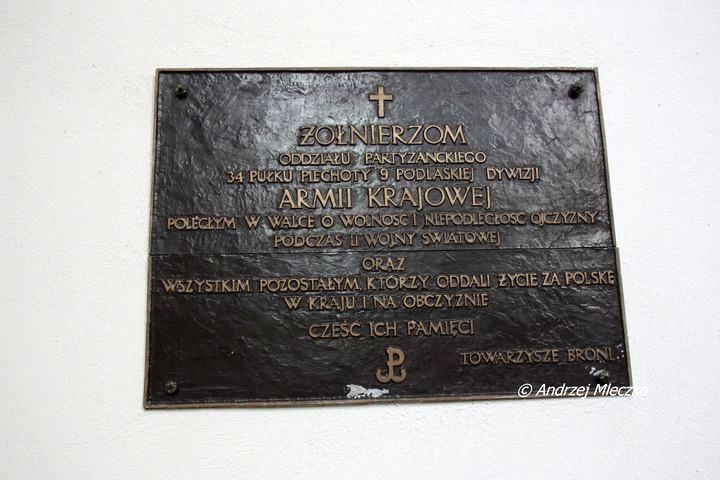 ŻOŁNIERZOM
ODDZIAŁU PARTYZANCKIEGO
34 PUŁKU PIECHOTY 9 PODLASKIEJ DYWIZJI
ARMII KRAJOWEJ
POLEGŁYM W WALCE O WOLNOŚĆ I NIEPODLEGŁOŚĆ OJCZYZNY
PODCZAS II WOJNY ŚWIATOWEJ
ORAZ
WSZYSTKIM POZOSTAŁYM, KTÓRZY ODDALI ŻYCIE ZA POLSKĘ
W KRAJU I NA OBCZYŹNIE
CZEŚĆ ICH PAMIĘCI
TOWARZYSZE BRONI
© Andrzej Mleczko